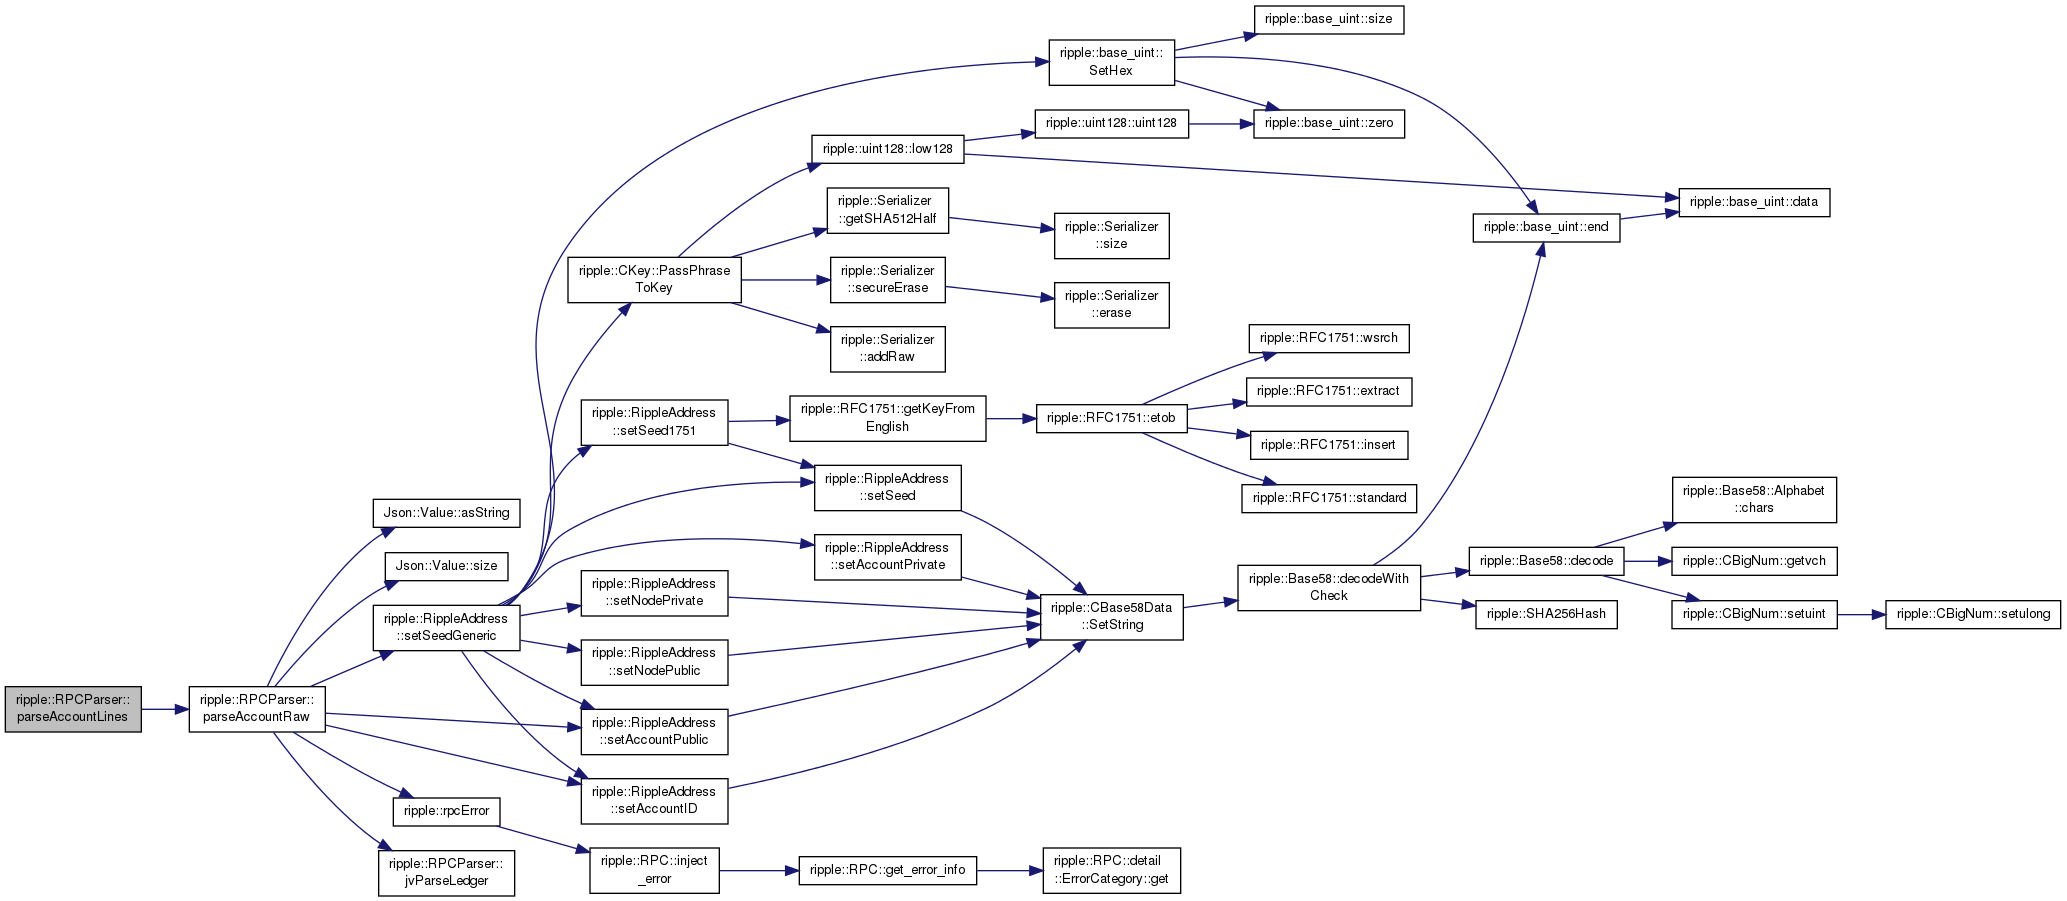 ripple::base_uint::size
ripple::base_uint::
SetHex
ripple::uint128::uint128
ripple::base_uint::zero
ripple::uint128::low128
ripple::Serializer
::getSHA512Half
ripple::base_uint::data
ripple::Serializer
::size
ripple::base_uint::end
ripple::CKey::PassPhrase
ToKey
ripple::Serializer
::secureErase
ripple::Serializer
::erase
ripple::Serializer
::addRaw
ripple::RFC1751::wsrch
ripple::RFC1751::extract
ripple::RippleAddress
::setSeed1751
ripple::RFC1751::getKeyFrom
English
ripple::RFC1751::etob
ripple::RFC1751::insert
ripple::RFC1751::standard
ripple::RippleAddress
::setSeed
Json::Value::asString
ripple::Base58::Alphabet
::chars
Json::Value::size
ripple::RippleAddress
::setAccountPrivate
ripple::Base58::decode
ripple::CBigNum::getvch
ripple::RippleAddress
::setNodePrivate
ripple::Base58::decodeWith
Check
ripple::RippleAddress
::setSeedGeneric
ripple::CBase58Data
::SetString
ripple::SHA256Hash
ripple::CBigNum::setuint
ripple::CBigNum::setulong
ripple::RippleAddress
::setNodePublic
ripple::RPCParser::
parseAccountLines
ripple::RPCParser::
parseAccountRaw
ripple::RippleAddress
::setAccountPublic
ripple::RippleAddress
::setAccountID
ripple::rpcError
ripple::RPCParser::
jvParseLedger
ripple::RPC::inject
_error
ripple::RPC::get_error_info
ripple::RPC::detail
::ErrorCategory::get